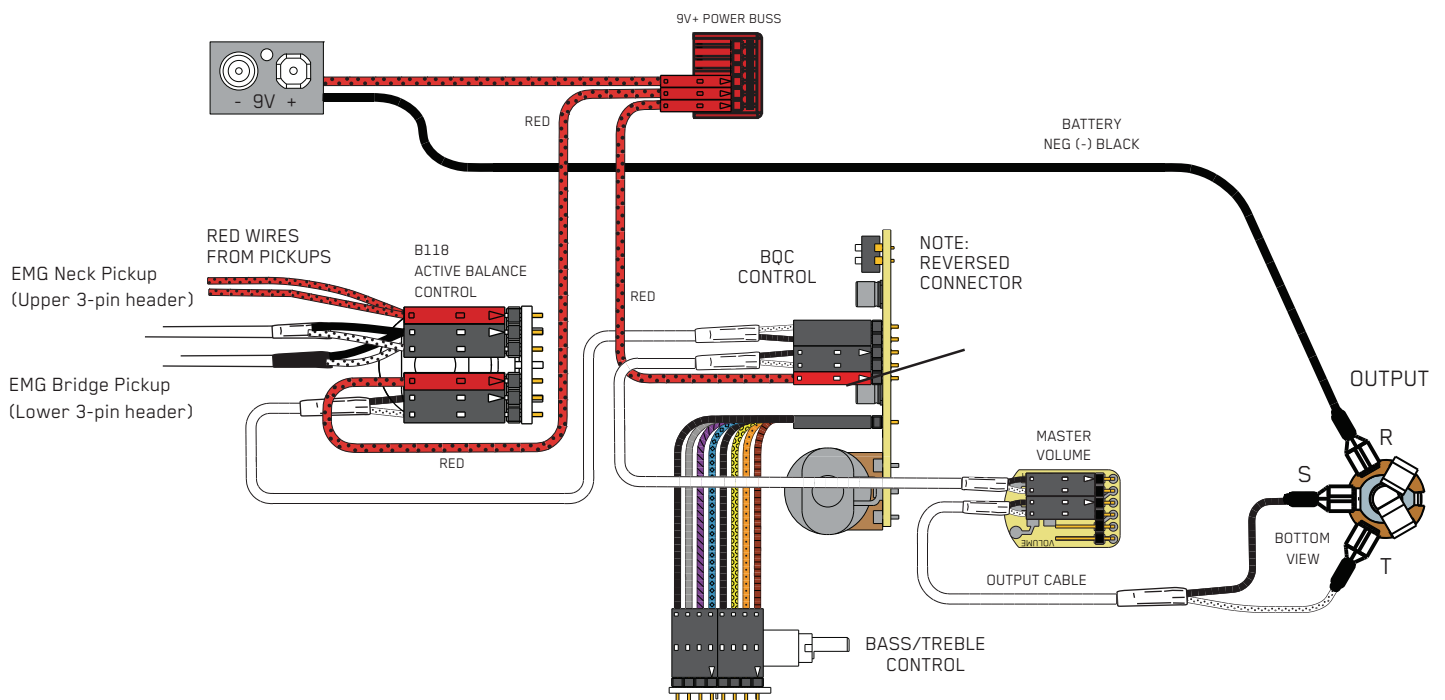 9V+ POWER BUSS
- 9V +
RED
BATTERY
NEG (-) BLACK
RED WIRES
FROM PICKUPS
EMG Neck Pickup
(Upper 3-pin header)
B118
ACTIVE BALANCE
CONTROL
BQC
CONTROL
NOTE:
REVERSED
CONNECTOR
RED
EMG Bridge Pickup
(Lower 3-pin header)
OUTPUT
R
S
T
MASTER
VOLUME
RED
VOLUME
BOTTOM
VIEW
OUTPUT CABLE
BASS/TREBLE
CONTROL